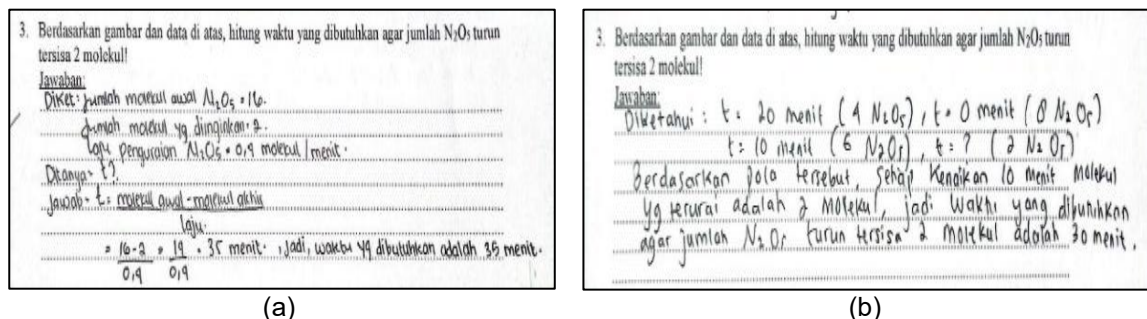 3. Berdasarkan gambar dan data di atas, hitung waktu yang dibutuhkan agar jumlah N₂O₅ turun
tersisa 2 molekul!
Jawaban:
Diket: Jumlah molekul awal N₂O₅ = 16.
Jumlah molekul yg diinginkan = 2.
Laju penguraian N₂O₅ = 0,4 molekul / menit.
Ditanya = t?
Jawab = t = molekul awal - molekul akhir
laju.
= 16-2 = 14 = 35 menit. , Jadi, waktu yg dibutuhkan adalah 35 menit.
0,4 0,4
(a)
3. Berdasarkan gambar dan data di atas, hitung waktu yang dibutuhkan agar jumlah N₂O₅ turun
tersisa 2 molekul!
Jawaban:
Diketahui : t = 20 menit (4 N₂O₅), t = 0 menit (8 N₂O₅)
t = 10 menit (6 N₂O₅), t = ? (2 N₂O₅)
Berdasarkan pola tersebut, setiap kenaikan 10 menit molekul
yg terurai adalah 2 molekul, jadi waktu yang dibutuhkan
agar jumlah N₂O₅ turun tersisa 2 molekul adalah 30 menit.
(b)